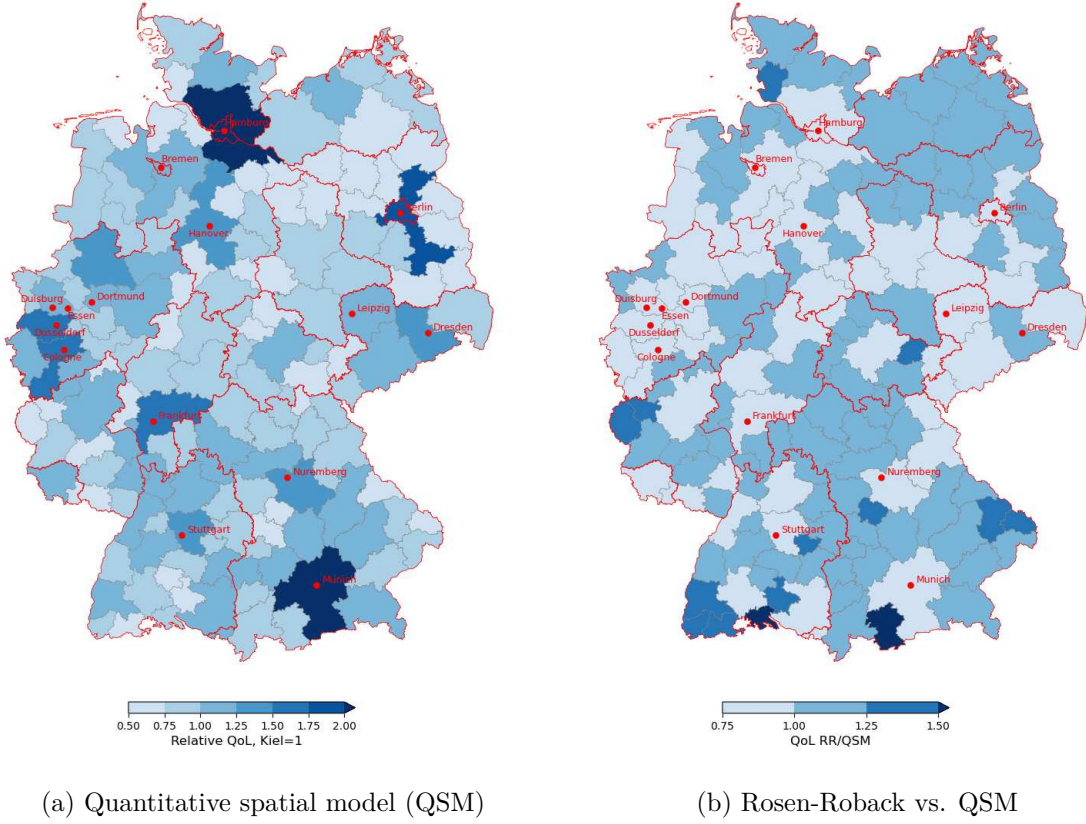 Hamburg
Bremen
Berlin
Hanover
Duisburg
Dortmund
Essen
Dusseldorf
Cologne
Leipzig
Dresden
Frankfurt
Nuremberg
Stuttgart
Munich
0.50 0.75 1.00 1.25 1.50 1.75 2.00
Relative QoL, Kiel=1
(a) Quantitative spatial model (QSM)
Hamburg
Bremen
Berlin
Hanover
Duisburg
Dortmund
Essen
Dusseldorf
Cologne
Leipzig
Dresden
Frankfurt
Nuremberg
Stuttgart
Munich
0.75 1.00 1.25 1.50
QoL RR/QSM
(b) Rosen-Roback vs. QSM